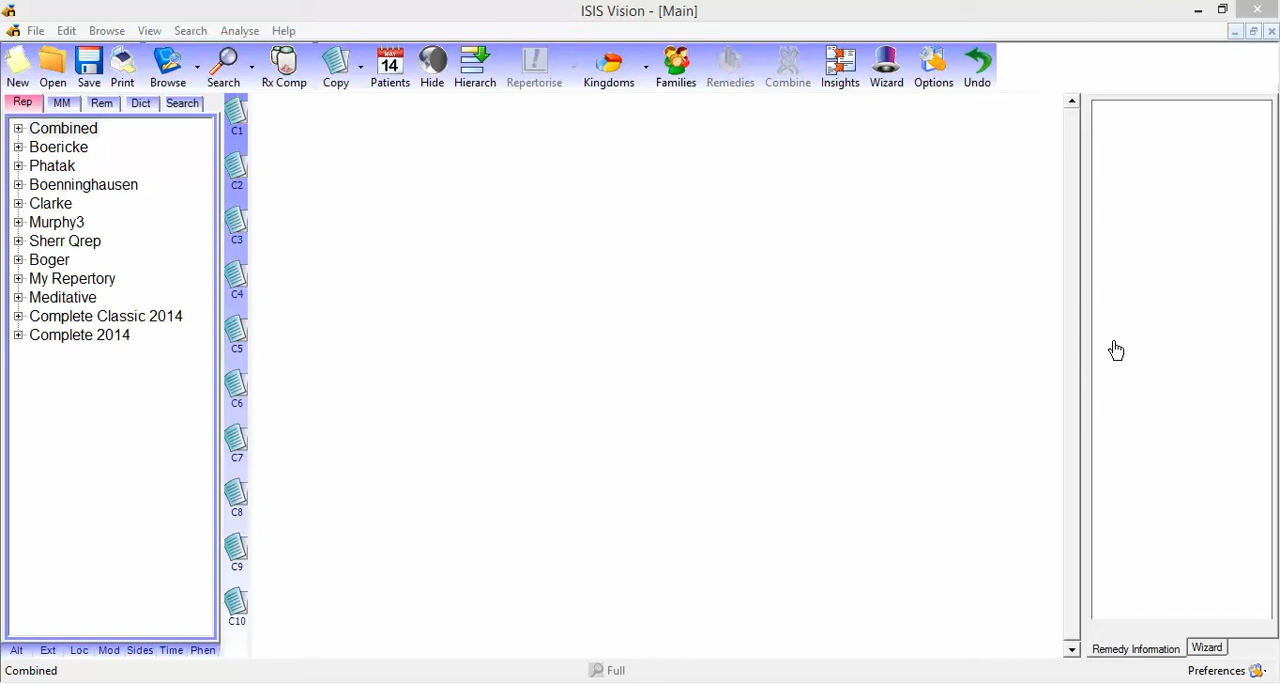 ISIS Vision - [Main]
File Edit Browse View Search Analyse Help
New Open Save Print Browse Search Rx Comp Copy 14 Patients Hide Hierarch Repertorise Kingdoms Families Remedies Combine Insights Wizard Options Undo
Rep MM Rem Dict Search
Combined
Boericke
Phatak
Boenninghausen
Clarke
Murphy3
Sherr Qrep
Boger
My Repertory
Meditative
Complete Classic 2014
Complete 2014
C1
C2
C3
C4
C5
C6
C7
C8
C9
C10
Alt Ext Loc Mod Sides Time Phen
Remedy Information Wizard
Combined Full Preferences